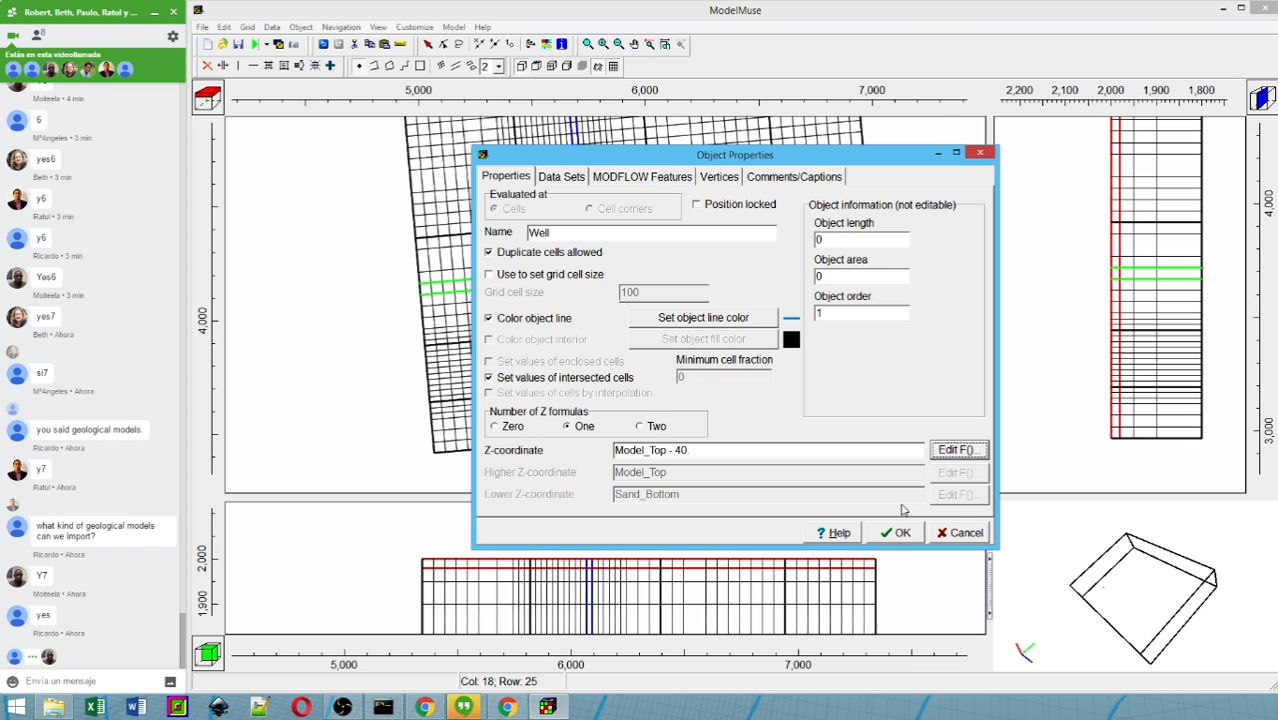 Robert, Beth, Paulo, Ratul y ...
8
Estás en esta videollamada
Moiteela • 4 min
6
MªAngeles • 3 min
yes6
Beth • 3 min
y6
Ratul • 3 min
y6
Ricardo • 3 min
Yes6
Moiteela • 3 min
yes7
Beth • Ahora
si7
MªAngeles • Ahora
you said geological models.
Ricardo • Ahora
y7
Ratul • Ahora
what kind of geological models
can we import?
Ricardo • Ahora
Y7
Moiteela • Ahora
yes
Ricardo • Ahora
Envía un mensaje
ModelMuse
File Edit Grid Data Object Navigation View Customize Model Help
2
5,000 6,000 7,000
2,200 2,100 2,000 1,900 1,800
4,000
4,000
3,000
Object Properties
Properties Data Sets MODFLOW Features Vertices Comments/Captions
Evaluated at
Cells Cell corners
Position locked
Name Well
Duplicate cells allowed
Use to set grid cell size
Grid cell size 100
Color object line Set object line color
Color object interior Set object fill color
Set values of enclosed cells Minimum cell fraction
Set values of intersected cells 0
Set values of cells by interpolation
Number of Z formulas
Zero One Two
Z-coordinate Model_Top - 40. Edit F()...
Higher Z-coordinate Model_Top Edit F()
Lower Z-coordinate Sand_Bottom Edit F()...
Object information (not editable)
Object length
0
Object area
0
Object order
1
Help OK Cancel
2,000
1,900
5,000 6,000 7,000
Col: 18; Row: 25